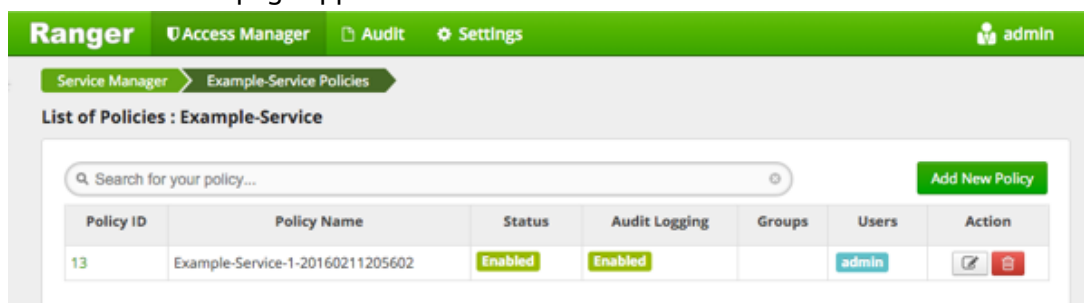 Ranger Access Manager Audit Settings admin
Service Manager Example-Service Policies
List of Policies : Example-Service
Search for your policy... Add New Policy
Policy ID Policy Name Status Audit Logging Groups Users Action
13 Example-Service-1-20160211205602 Enabled Enabled admin